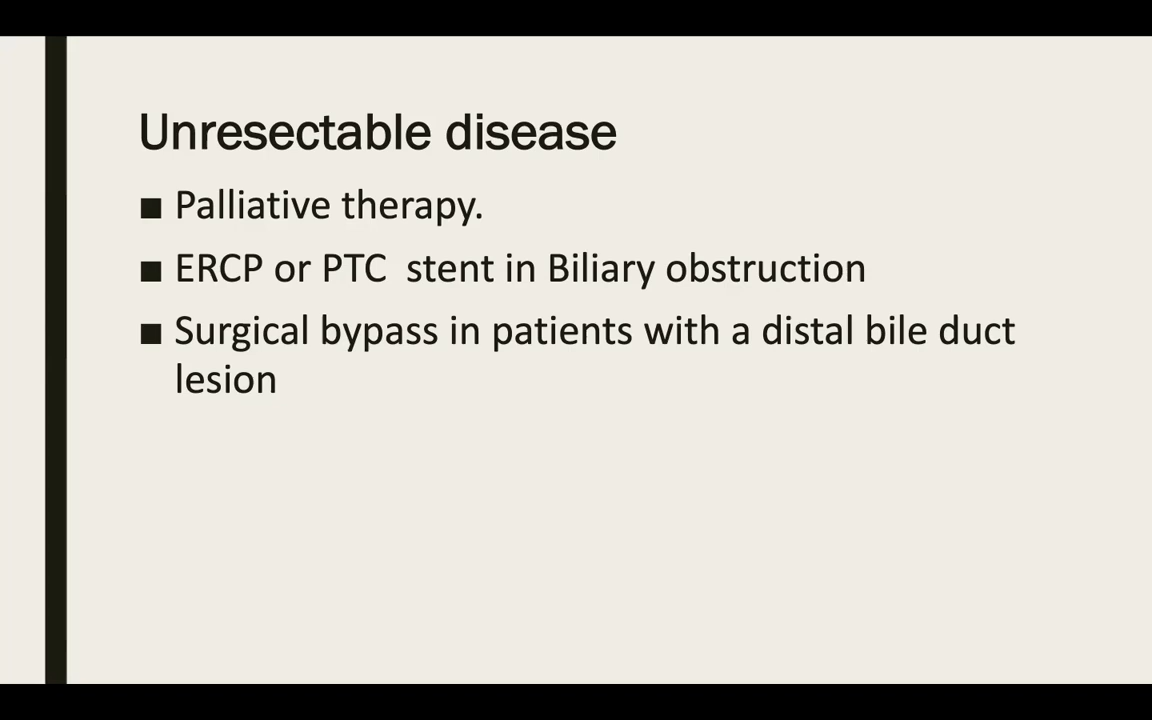 Unresectable disease
■ Palliative therapy.
■ ERCP or PTC  stent in Biliary obstruction
■ Surgical bypass in patients with a distal bile duct
lesion